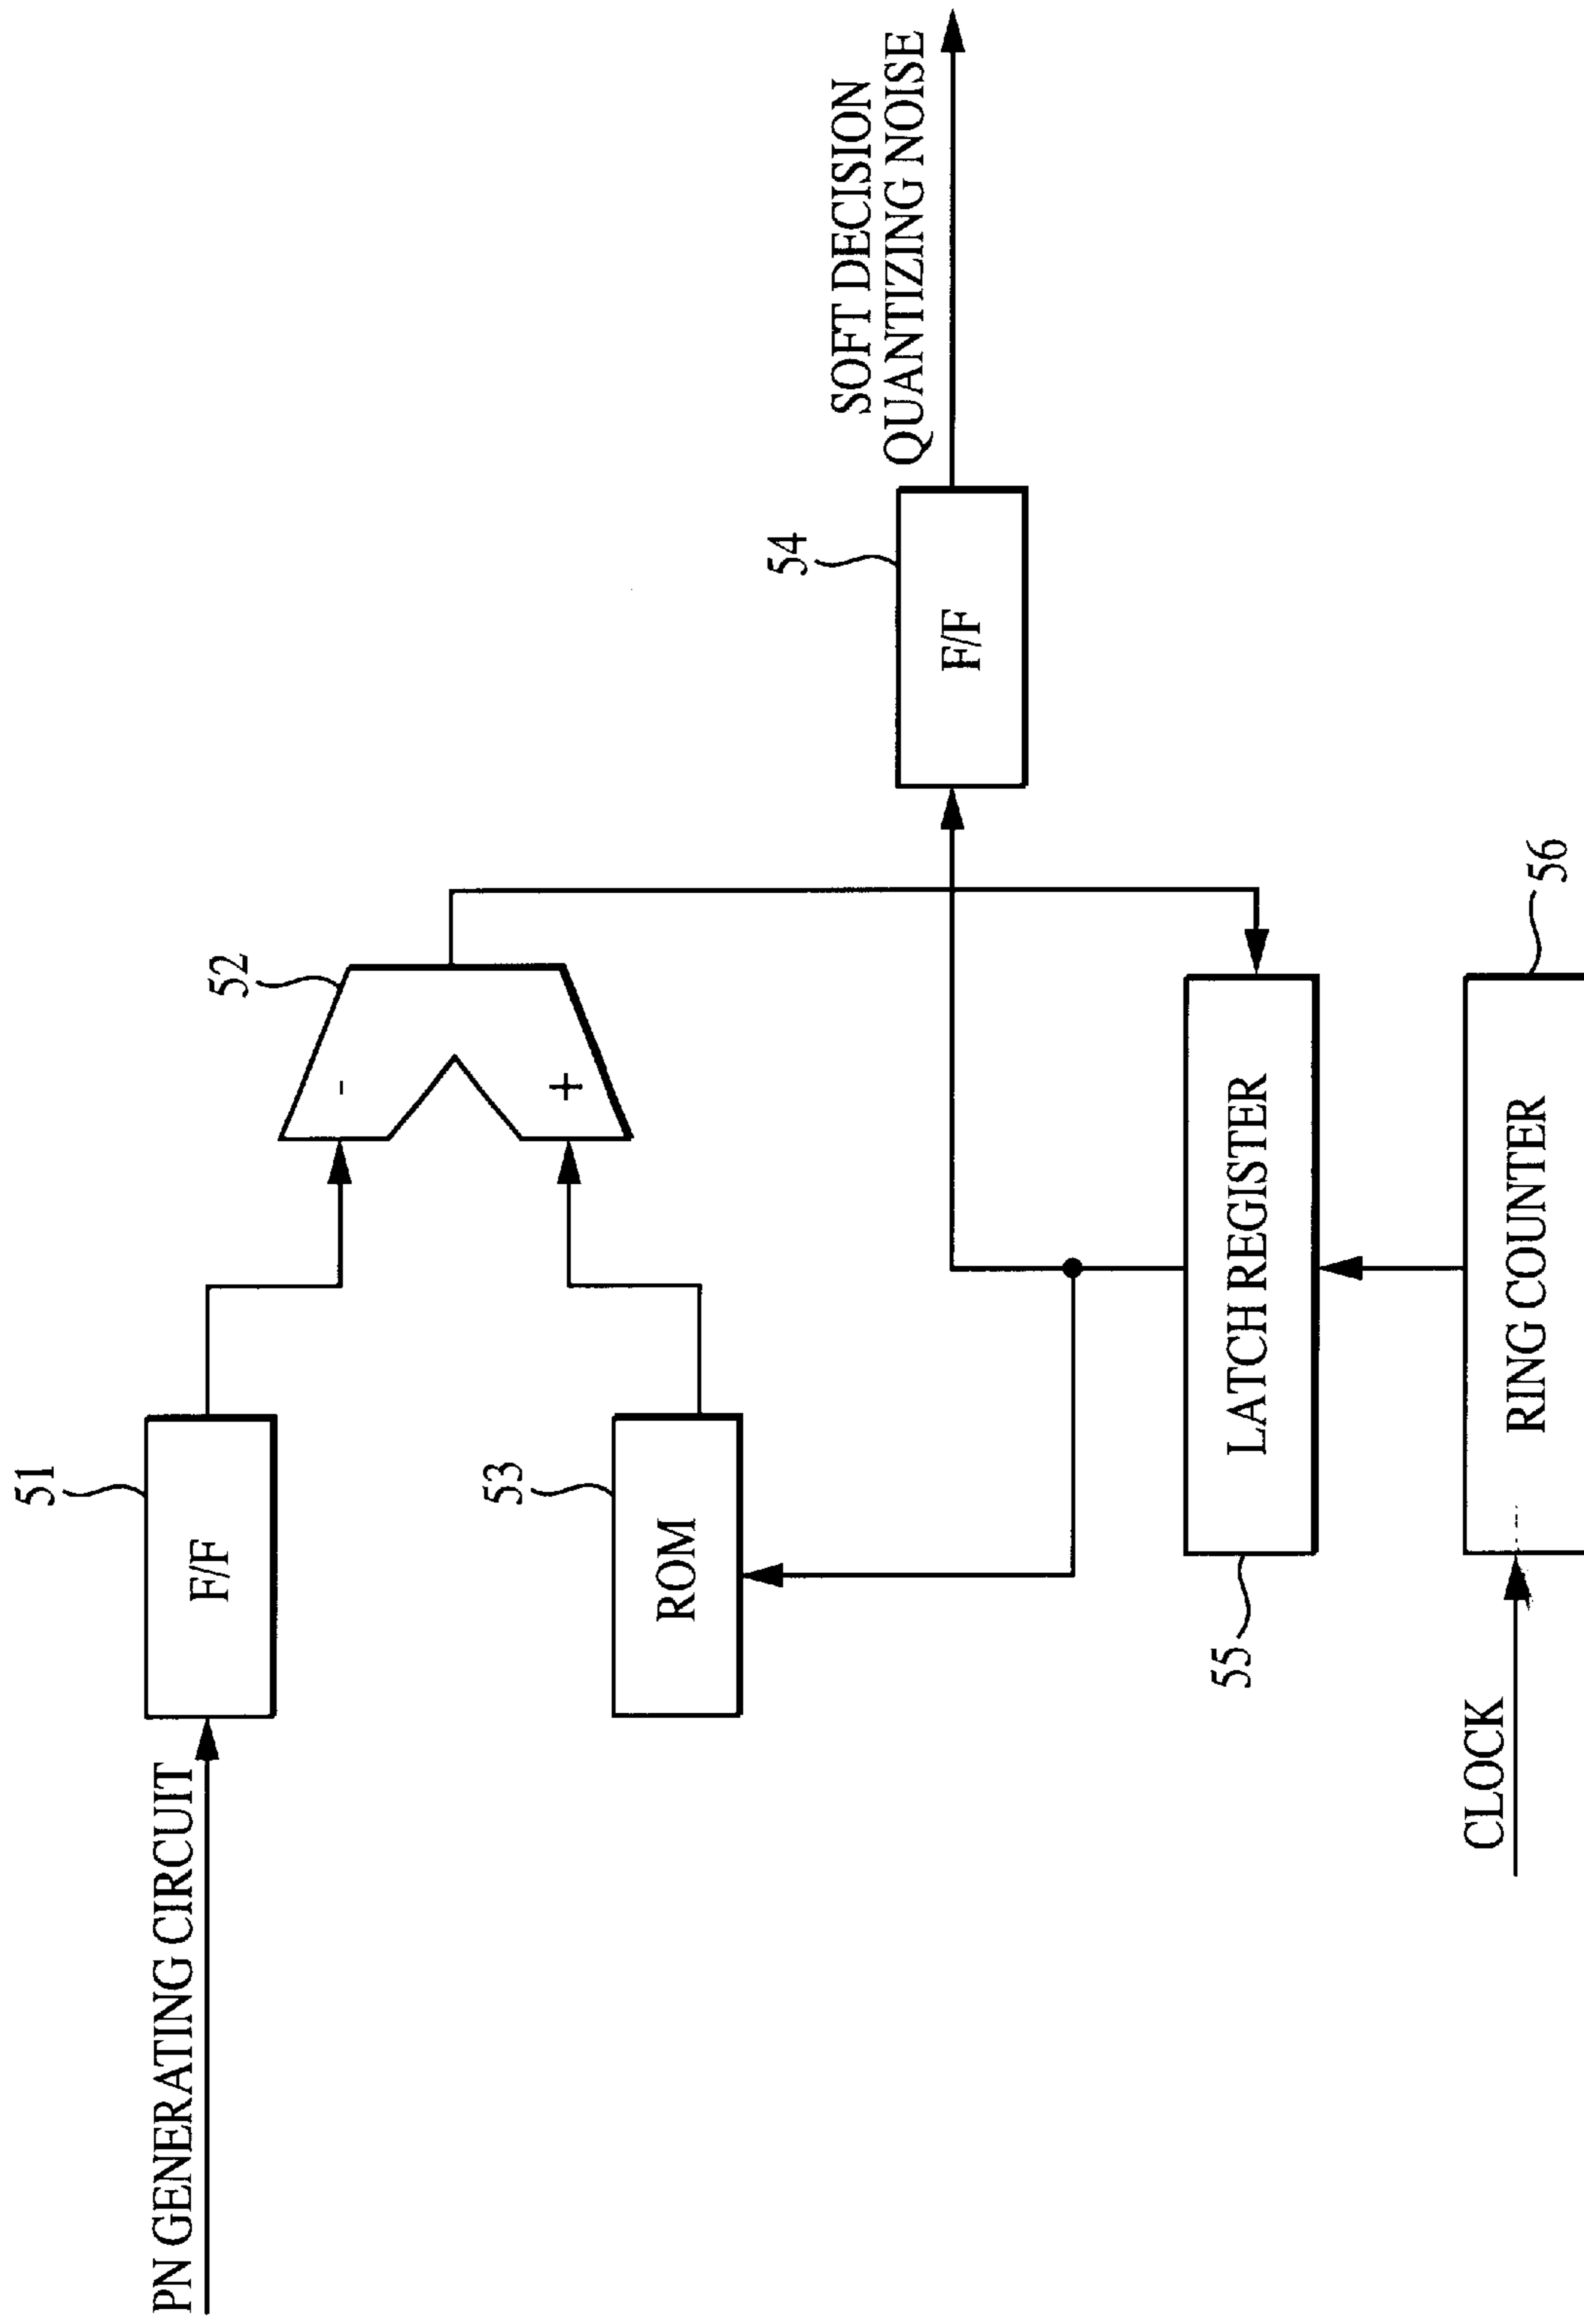 PN GENERATING CIRCUIT
51
F/F
52
-
+
53
ROM
54
F/F
SOFT DECISION
QUANTIZING NOISE
55
LATCH REGISTER
CLOCK
RING COUNTER
56